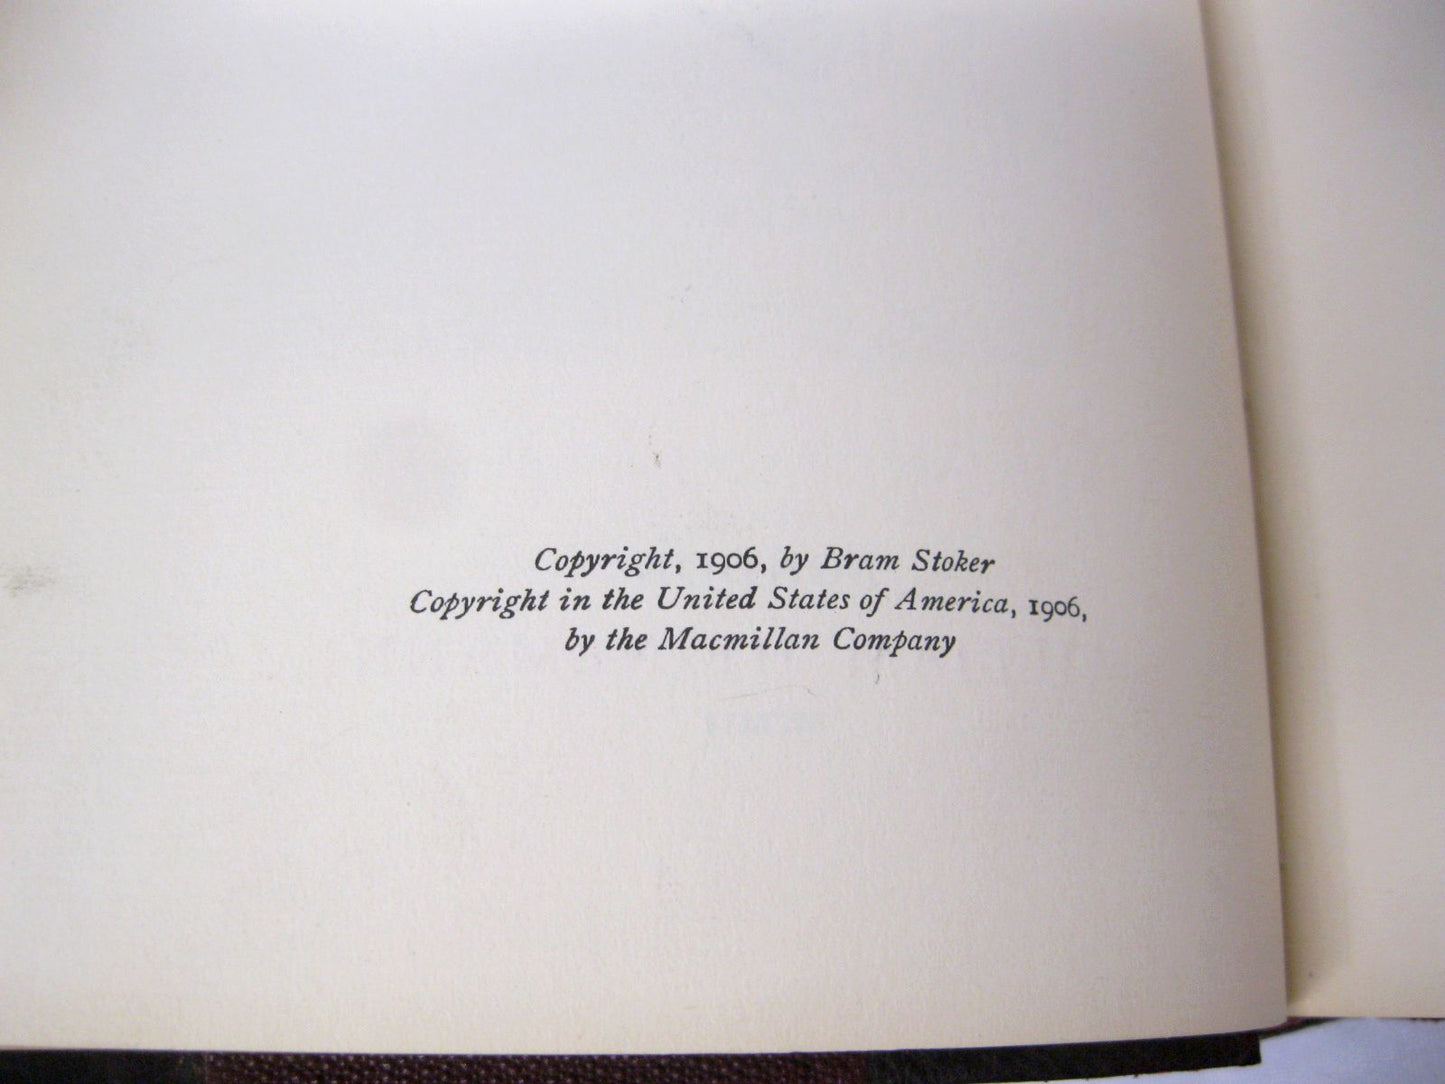 Copyright, 1906, by Bram Stoker
Copyright in the United States of America, 1906,
by the Macmillan Company